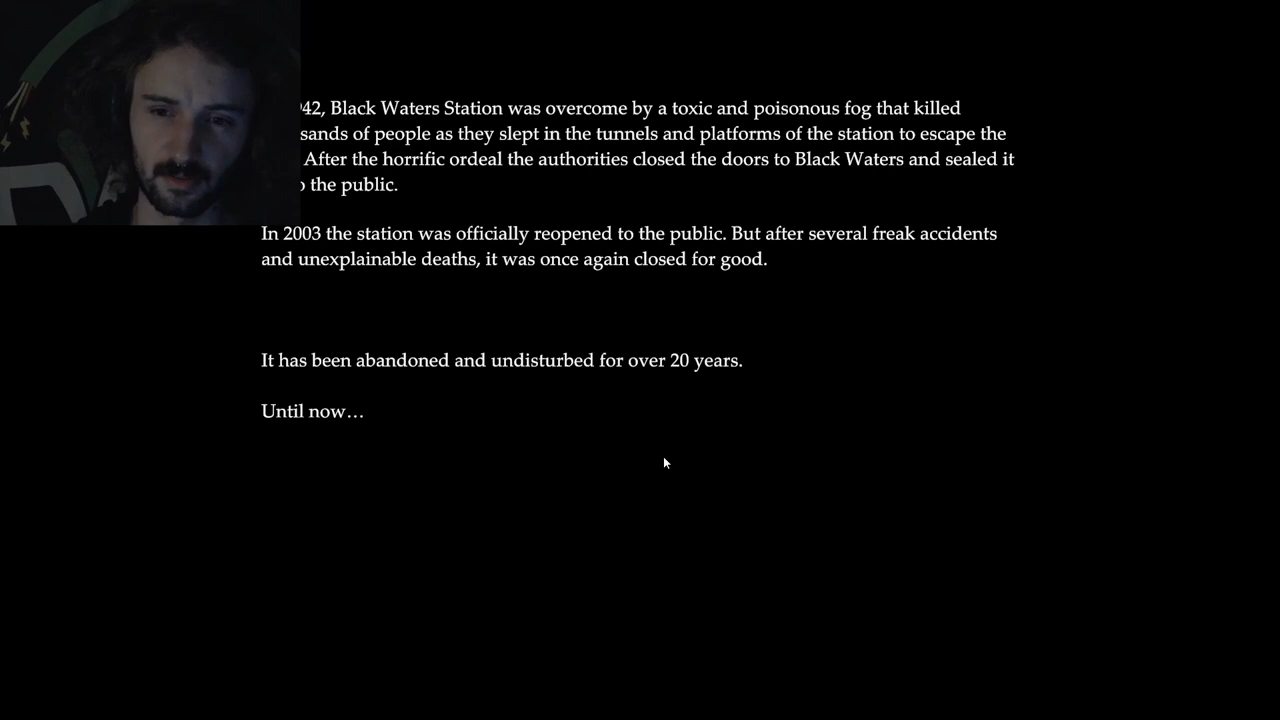 42, Black Waters Station was overcome by a toxic and poisonous fog that killed
sands of people as they slept in the tunnels and platforms of the station to escape the
After the horrific ordeal the authorities closed the doors to Black Waters and sealed it
the public.
In 2003 the station was officially reopened to the public. But after several freak accidents
and unexplainable deaths, it was once again closed for good.
It has been abandoned and undisturbed for over 20 years.
Until now…